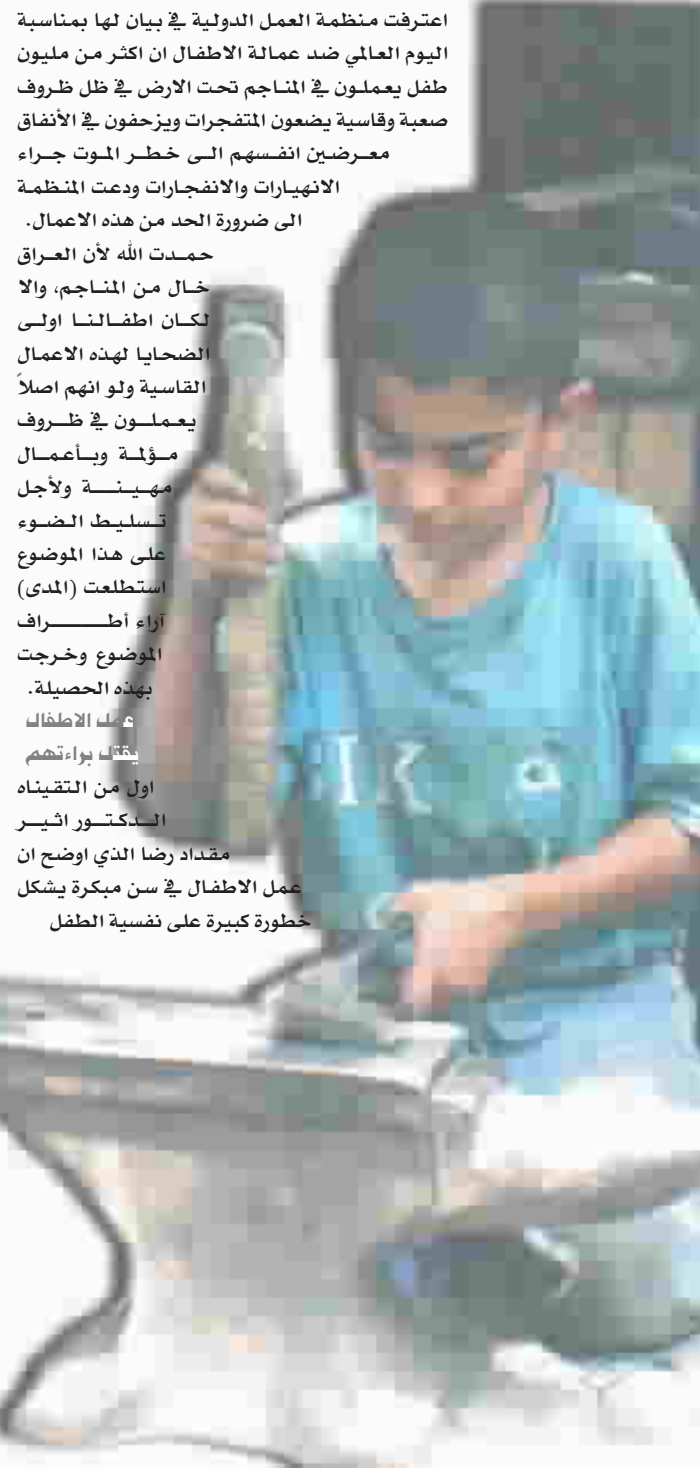 اعترفت منظمة العمل الدولية في بيان لها بمناسبة
اليوم العالمي ضد عمالة الاطفال ان اكثر من مليون
طفل يعملون في المناجم تحت الارض في ظل ظروف
صعبة وقاسية يضعون المتفجرات ويزحفون في الأنفاق
معرضين انفسهم الى خطر الموت جراء
الانهيارات والانفجارات ودعت المنظمة
الى ضرورة الحد من هذه الاعمال.
حمدت الله لأن العراق
خال من المناجم، والا
لكان اطفالنا اولى
الضحايا لهذه الاعمال
القاسية ولو انهم اصلاً
يعملون في ظروف
مؤلمة وبأعمال
مهينة ولأجل
تسليط الضوء
على هذا الموضوع
استطلعت (المدى)
آراء أطراف
الموضوع وخرجت
بهذه الحصيلة.
عمل الاطفال
يقتل براءتهم
اول من التقيناه
الدكتور اثير
مقداد رضا الذي اوضح ان
عمل الاطفال في سن مبكرة يشكل
خطورة كبيرة على نفسية الطفل